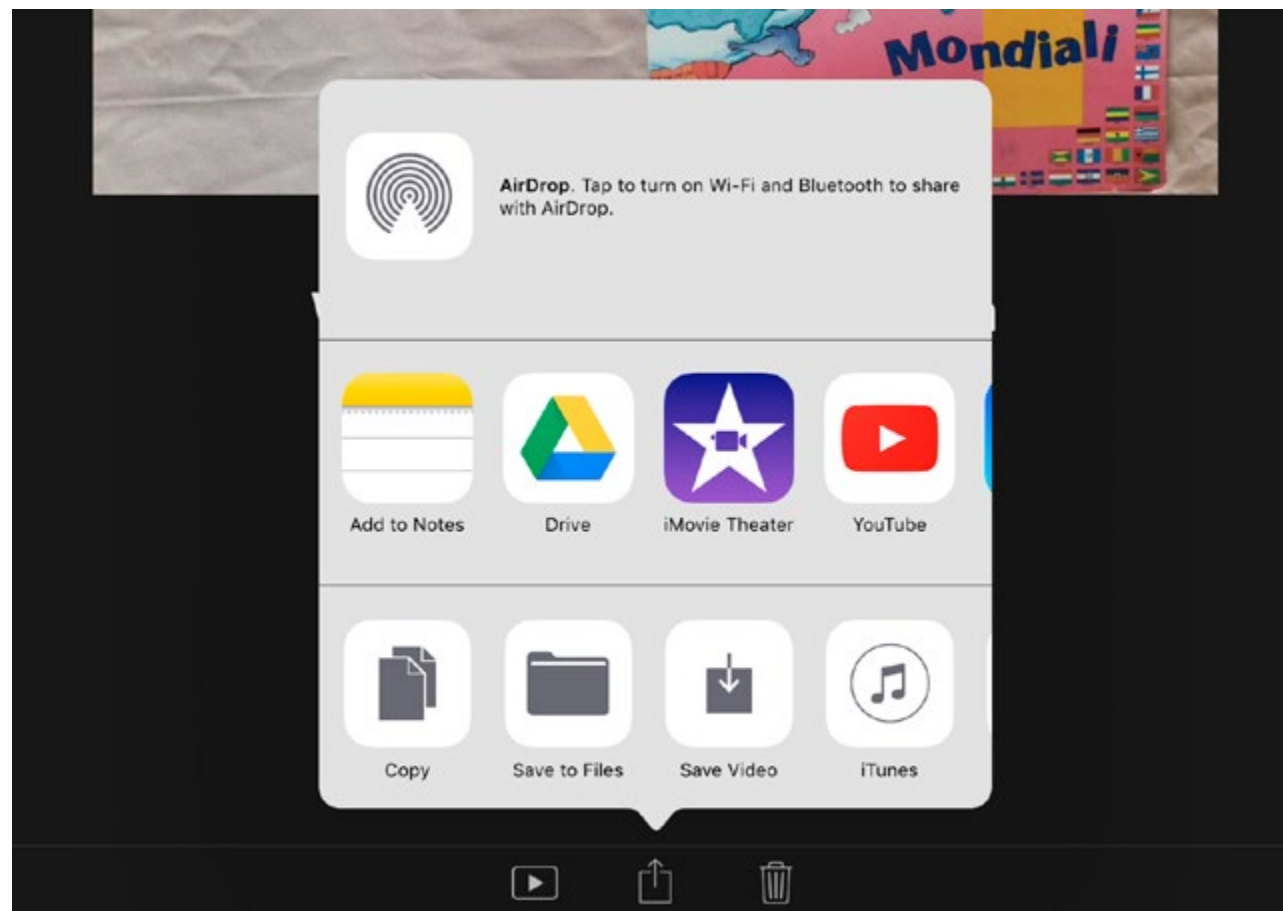 Mondiali
AirDrop. Tap to turn on Wi-Fi and Bluetooth to share
with AirDrop.
Add to Notes
Drive
iMovie Theater
YouTube
Copy
Save to Files
Save Video
iTunes